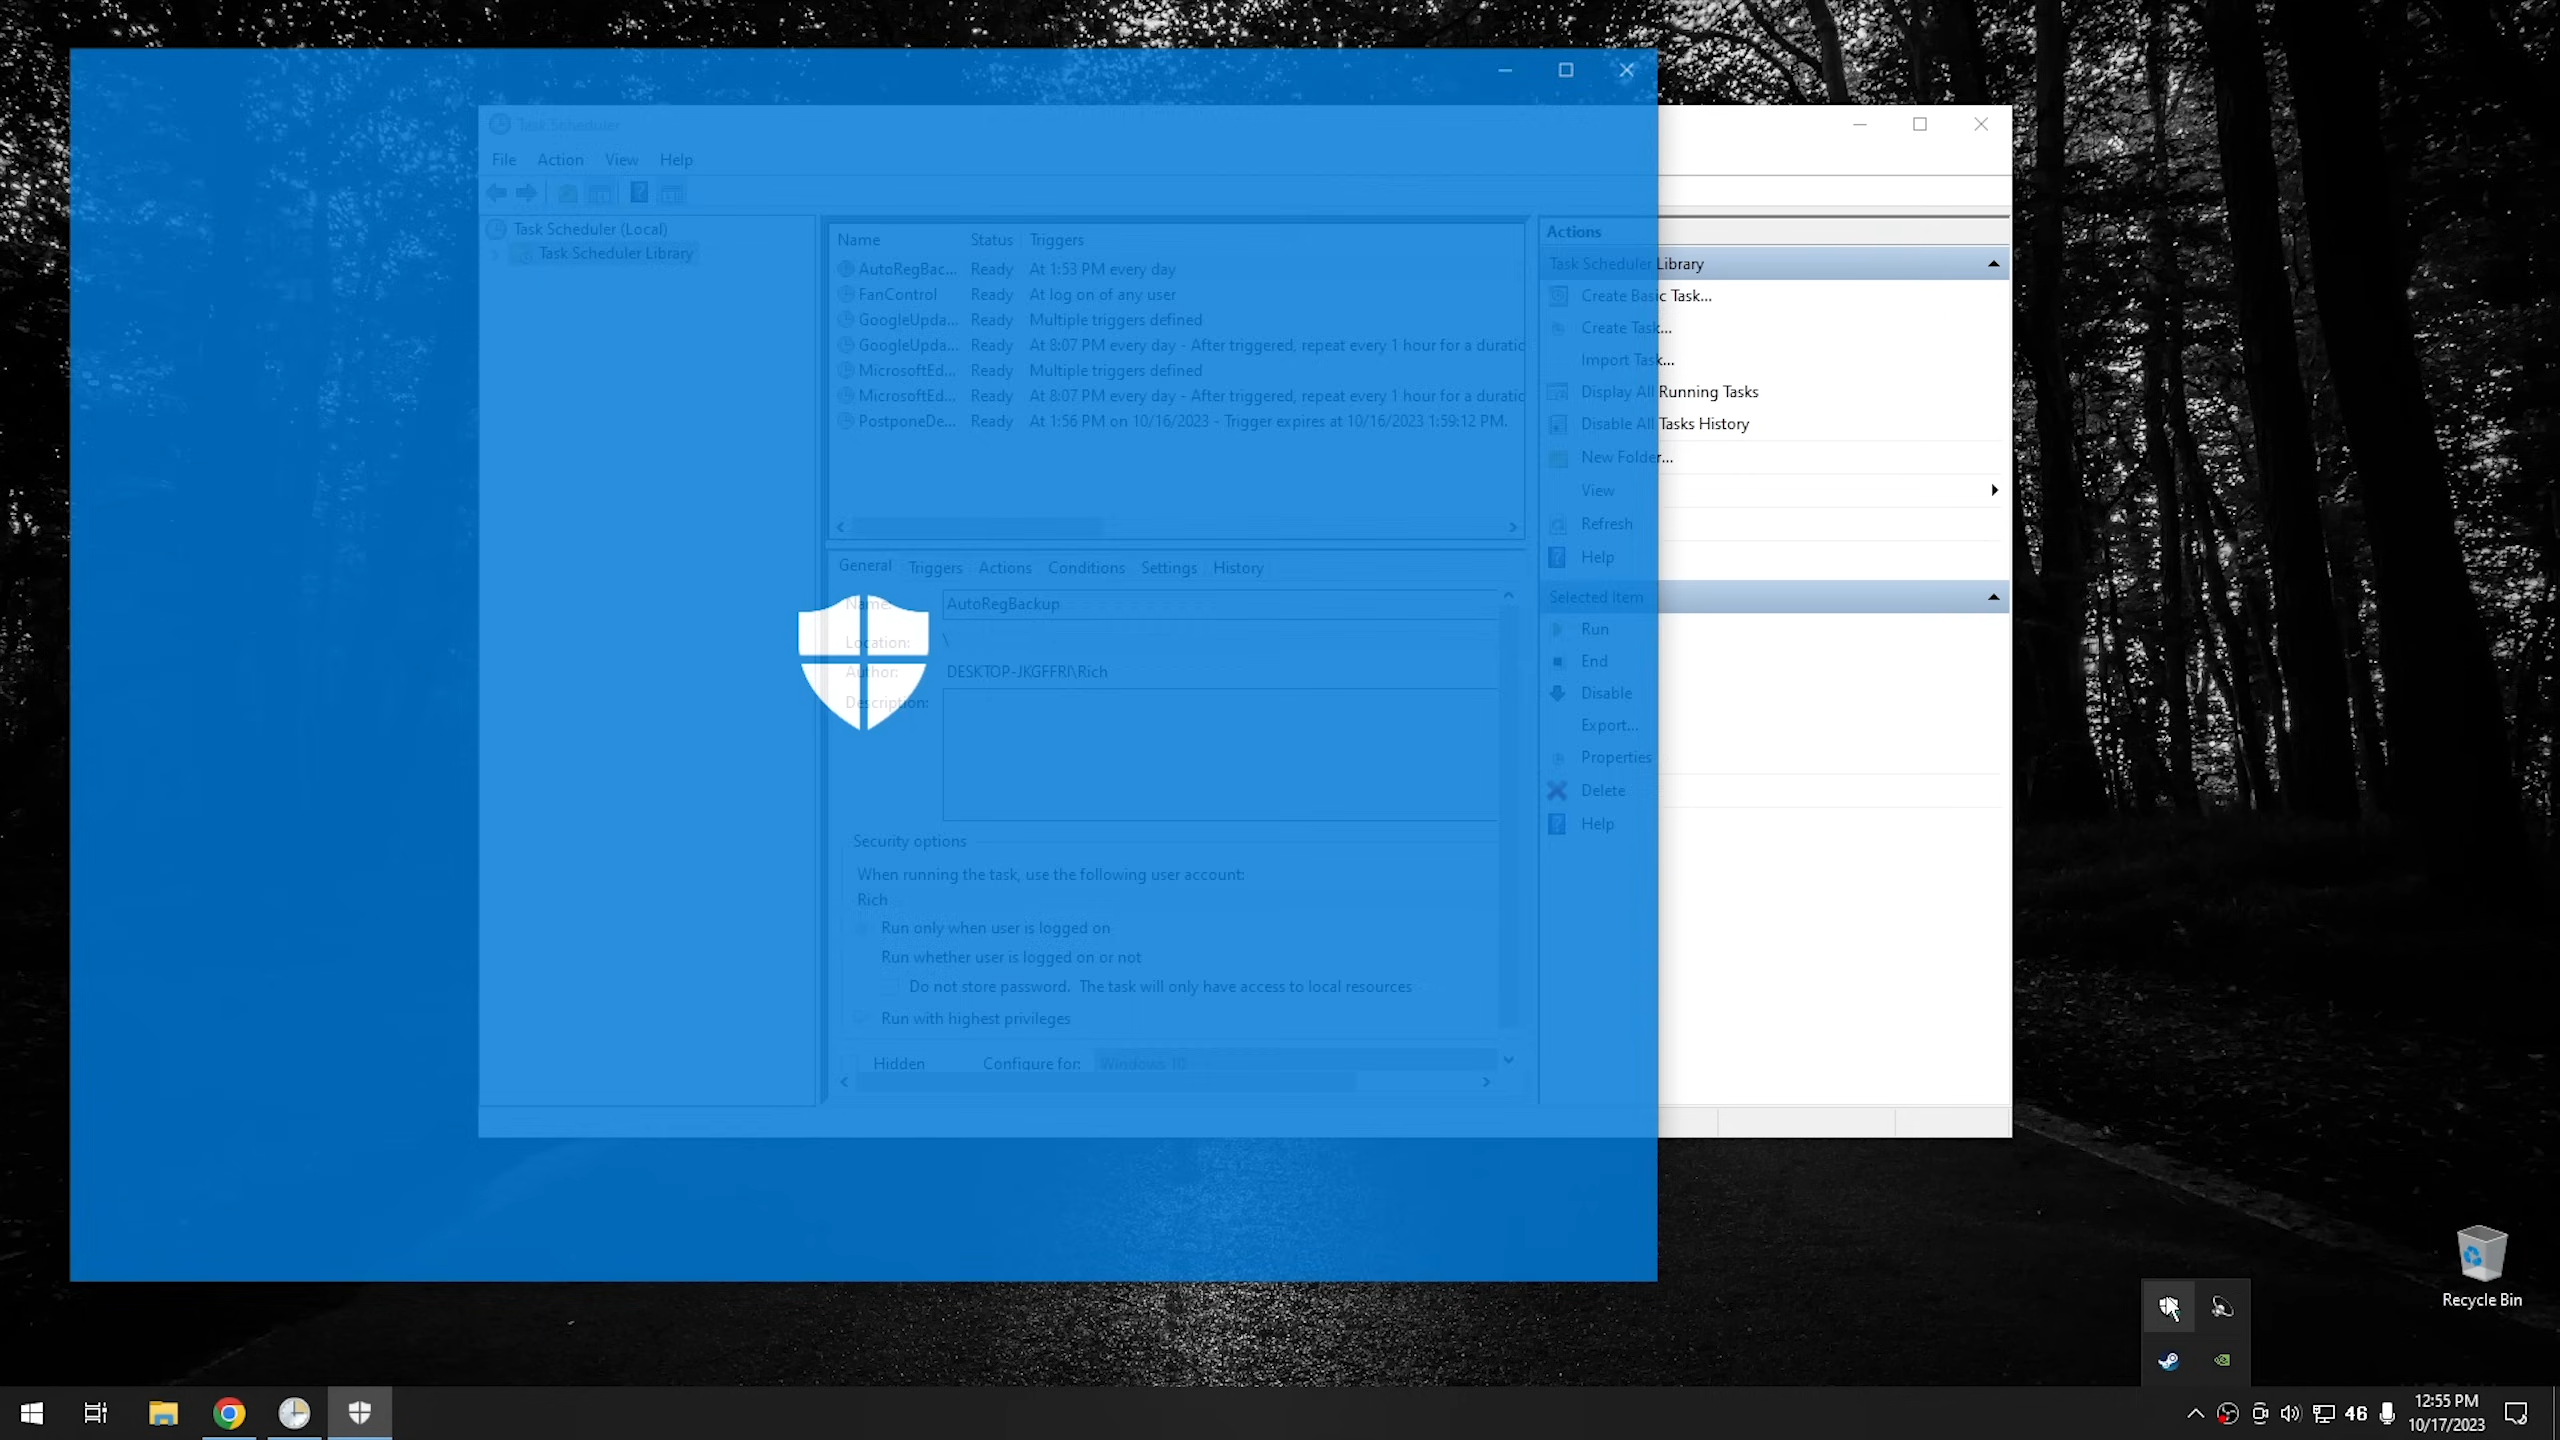 Task Scheduler
File Action View Help
Task Scheduler (Local)
Task Scheduler Library
Name Status Triggers
AutoRegBac... Ready At 1:53 PM every day
FanControl Ready At log on of any user
GoogleUpda... Ready Multiple triggers defined
GoogleUpda... Ready At 8:07 PM every day - After triggered, repeat every 1 hour for a duratio
MicrosoftEd... Ready Multiple triggers defined
MicrosoftEd... Ready At 8:07 PM every day - After triggered, repeat every 1 hour for a duratio
PostponeDe... Ready At 1:56 PM on 10/16/2023 - Trigger expires at 10/16/2023 1:59:12 PM.
General Triggers Actions Conditions Settings History
Name: AutoRegBackup
Location: \
Author: DESKTOP-JKGFFRI\Rich
Description:
Security options
When running the task, use the following user account:
Rich
Run only when user is logged on
Run whether user is logged on or not
Do not store password. The task will only have access to local resources
Run with highest privileges
Hidden Configure for: Windows 10
Actions
Task Scheduler Library
Create Basic Task...
Create Task...
Import Task...
Display All Running Tasks
Disable All Tasks History
New Folder...
View
Refresh
Help
Selected Item
Run
End
Disable
Export...
Properties
Delete
Help
Recycle Bin
46
12:55 PM
10/17/2023